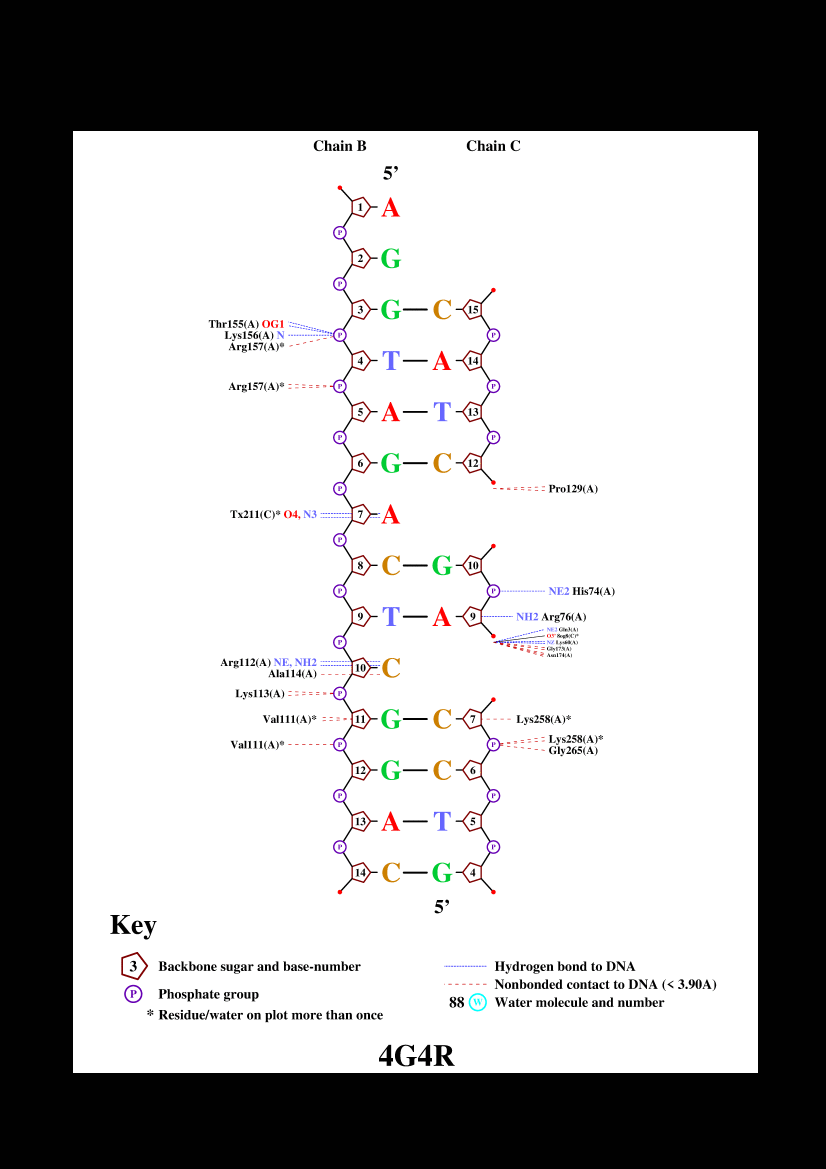 Chain B Chain C
5’
1 A
P
2 G
P
3 G C 15
Thr155(A) OG1
Lys156(A) N P P
Arg157(A)*
4 T A 14
Arg157(A)* P P
5 A T 13
P P
6 G C 12
P Pro129(A)
Tx211(C)* O4, N3 7 A
P
8 C G 10
P P NE2 His74(A)
9 T A 9 NH2 Arg76(A)
P
NZ Lys60(A)
Gly173(A)
Asn174(A)
Arg112(A) NE, NH2 10 C
Ala114(A)
Lys113(A) P
Val111(A)* 11 G C 7 Lys258(A)*
Val111(A)* P P Lys258(A)*
Gly265(A)
12 G C 6
P P
13 A T 5
P P
14 C G 4
5’
Key
3 Backbone sugar and base-number Hydrogen bond to DNA
Nonbonded contact to DNA (< 3.90A)
P Phosphate group 88 W Water molecule and number
* Residue/water on plot more than once
4G4R